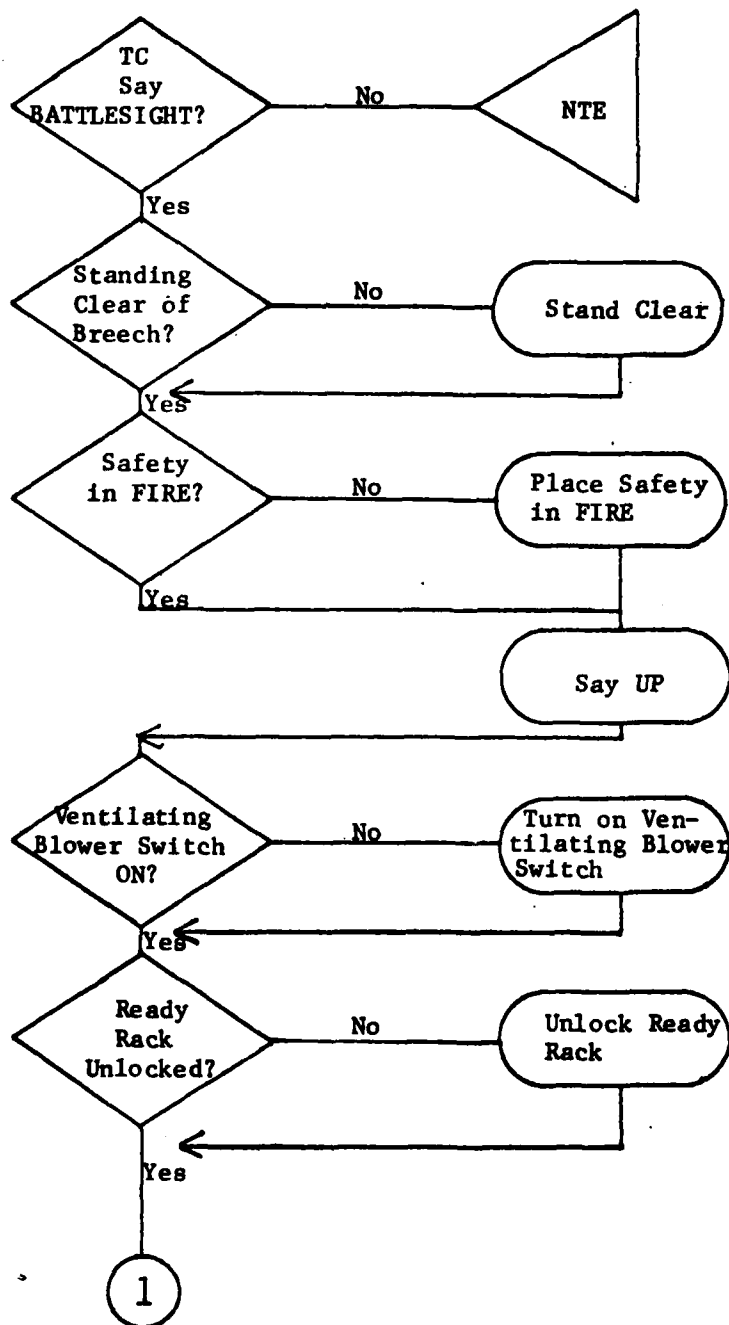 TC
Say
BATTLESIGHT?
No
NTE
Yes
Standing
Clear of
Breech?
No
Stand Clear
Yes
Safety
in FIRE?
No
Place Safety
in FIRE
Yes
Say UP
Ventilating
Blower Switch
ON?
No
Turn on Ven-
tilating Blower
Switch
Yes
Ready
Rack
Unlocked?
No
Unlock Ready
Rack
Yes
1